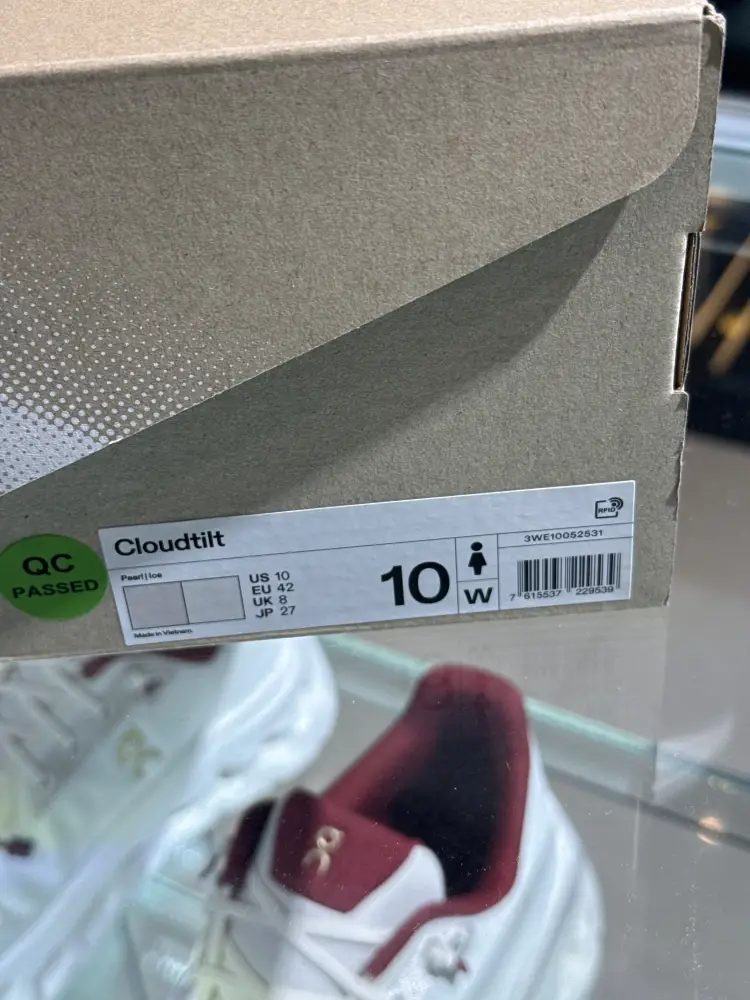 RFID
Cloudtilt
3WE10052531
QC
PASSED
Pearl | Ice
US 10
EU 42
UK 8
JP 27
10
W
7 615537 229539
Made in Vietnam